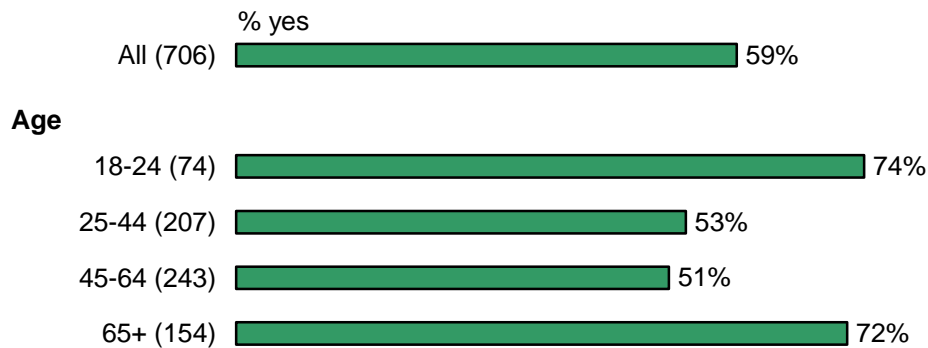 % yes
All (706) 59%
Age
18-24 (74) 74%
25-44 (207) 53%
45-64 (243) 51%
65+ (154) 72%